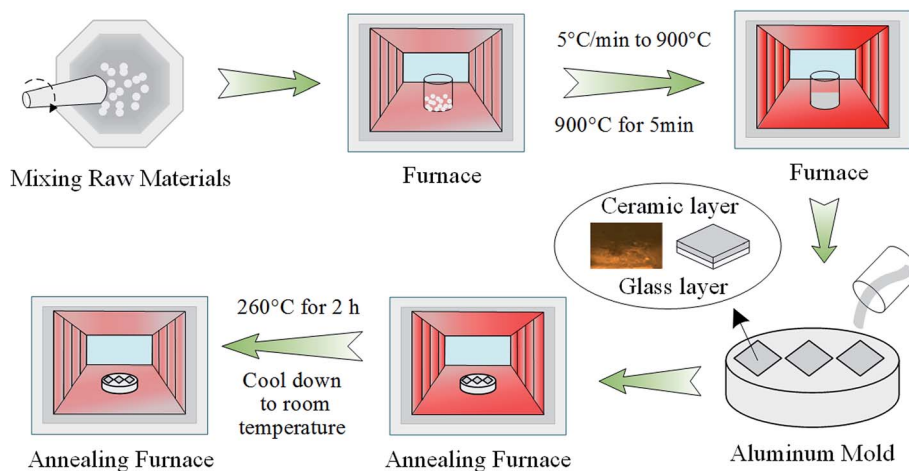 5°C/min to 900°C
900°C for 5min
Mixing Raw Materials
Furnace
Furnace
Ceramic layer
Glass layer
260°C for 2 h
Cool down
to room
temperature
Annealing Furnace
Annealing Furnace
Aluminum Mold